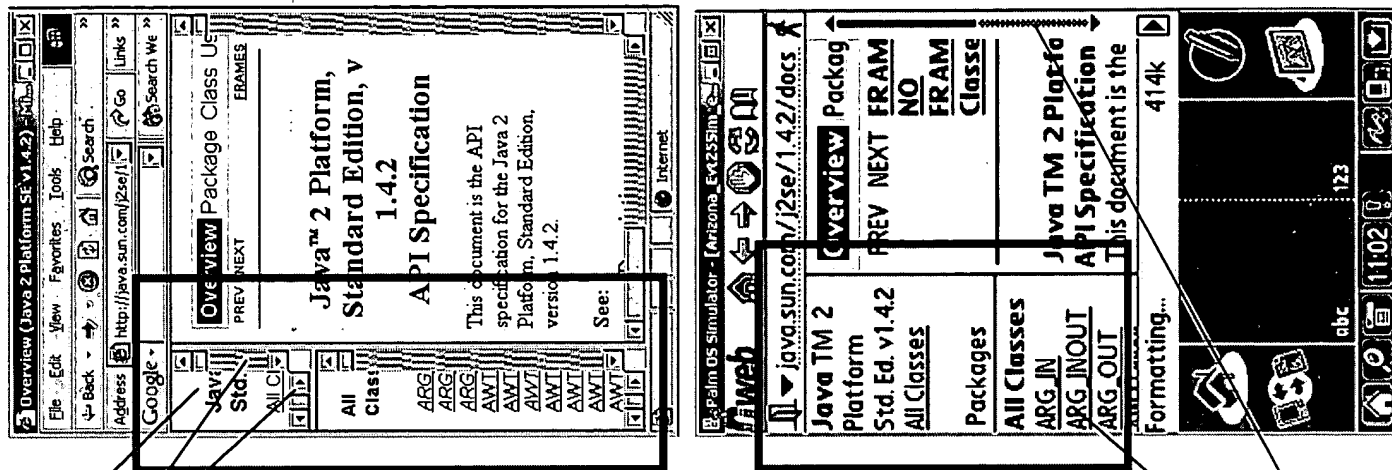 Overview (Java 2 Platform SE v1.4.2)
File Edit View Favorites Tools Help
Back Search
Address http://java.sun.com/j2se/1 Go Links
Google Search We
Java
Std.
All Cl
All
Class
ARG
ARG
ARG
AWT
AWT
AWT
AWT
AWT
AWT
Overview Package Class Us
PREV NEXT FRAMES
Java™ 2 Platform,
Standard Edition, v
1.4.2
API Specification
This document is the API
specification for the Java 2
Platform, Standard Edition,
version 1.4.2.
See:
Internet
Palm OS Simulator - [Arizona_
java.sun.com/j2se/1.4.2/docs
Java TM 2
Platform
Std. Ed. v1.4.2
All Classes
Packages
All Classes
ARG_IN
ARG_INOUT
ARG_OUT
Overview Packag
PREV NEXT FRAM
NO
FRAM
Classe
Java TM 2 Platfo
API Specification
This document is the
Formatting... 414k
abc 123
11:02